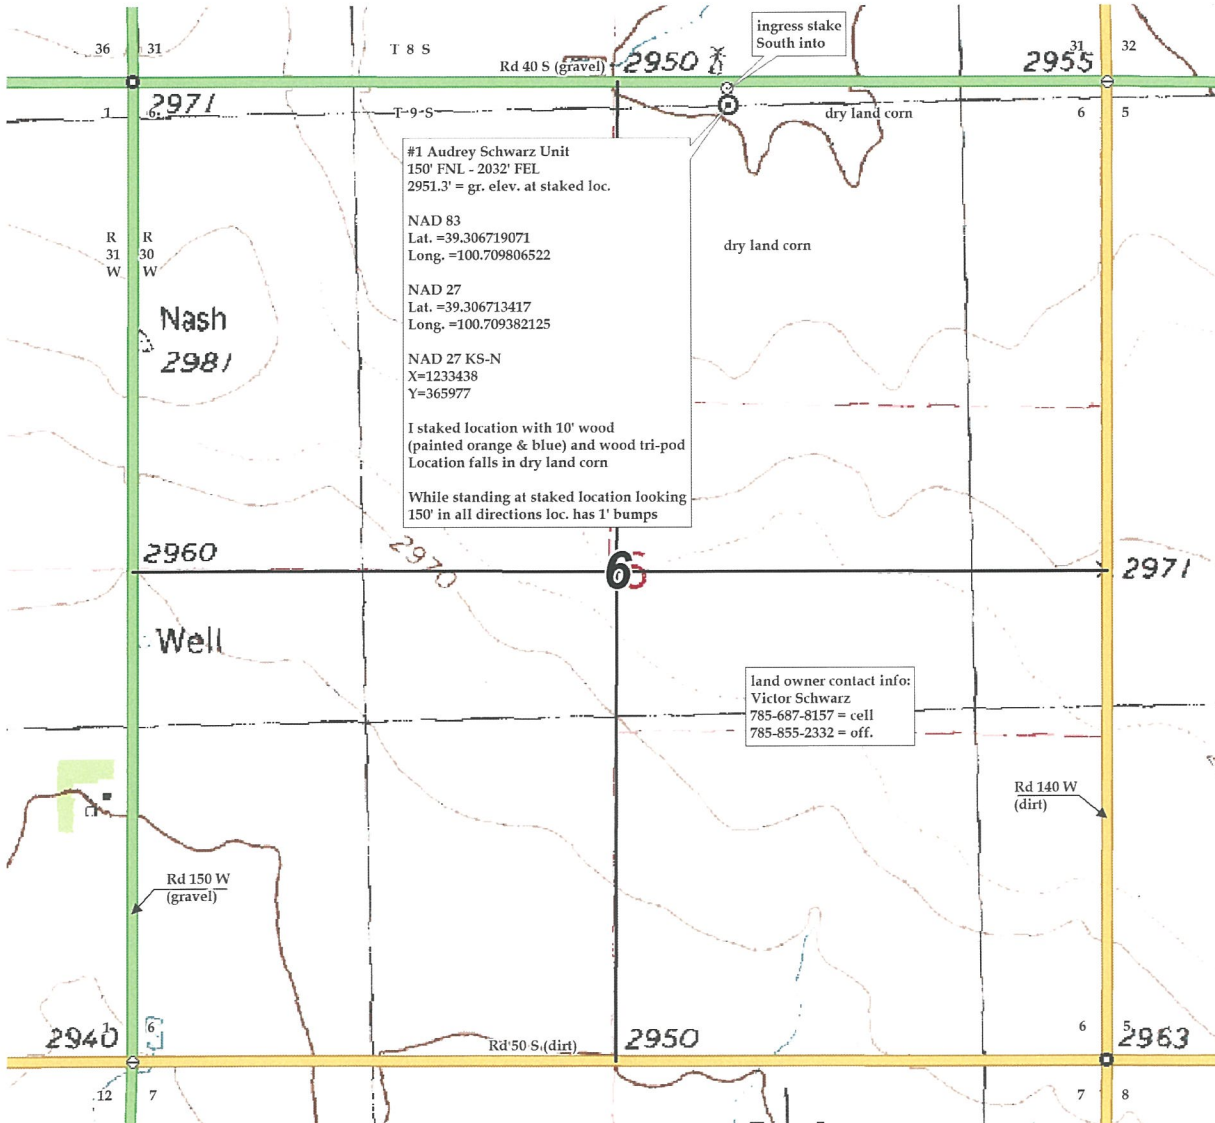 ingress stake
South into
36 31
T 8 S
Rd 40 S (gravel)
2950
2955
31 32
2971
1 6
T 9 S
dry land corn
6 5
#1 Audrey Schwarz Unit
150' FNL - 2032' FEL
2951.3' = gr. elev. at staked loc.
NAD 83
Lat. =39.306719071
Long. =100.709806522
NAD 27
Lat. =39.306713417
Long. =100.709382125
NAD 27 KS-N
X=1233438
Y=365977
I staked location with 10' wood
(painted orange & blue) and wood tri-pod
Location falls in dry land corn
While standing at staked location looking
150' in all directions loc. has 1' bumps
R R
31 30
W W
dry land corn
Nash
2981
2960
2970
6
6
2971
Well
land owner contact info:
Victor Schwarz
785-687-8157 = cell
785-855-2332 = off.
Rd 140 W
(dirt)
Rd 150 W
(gravel)
2940
1 6
Rd 50 S (dirt)
2950
6 5
2963
12 7
7 8